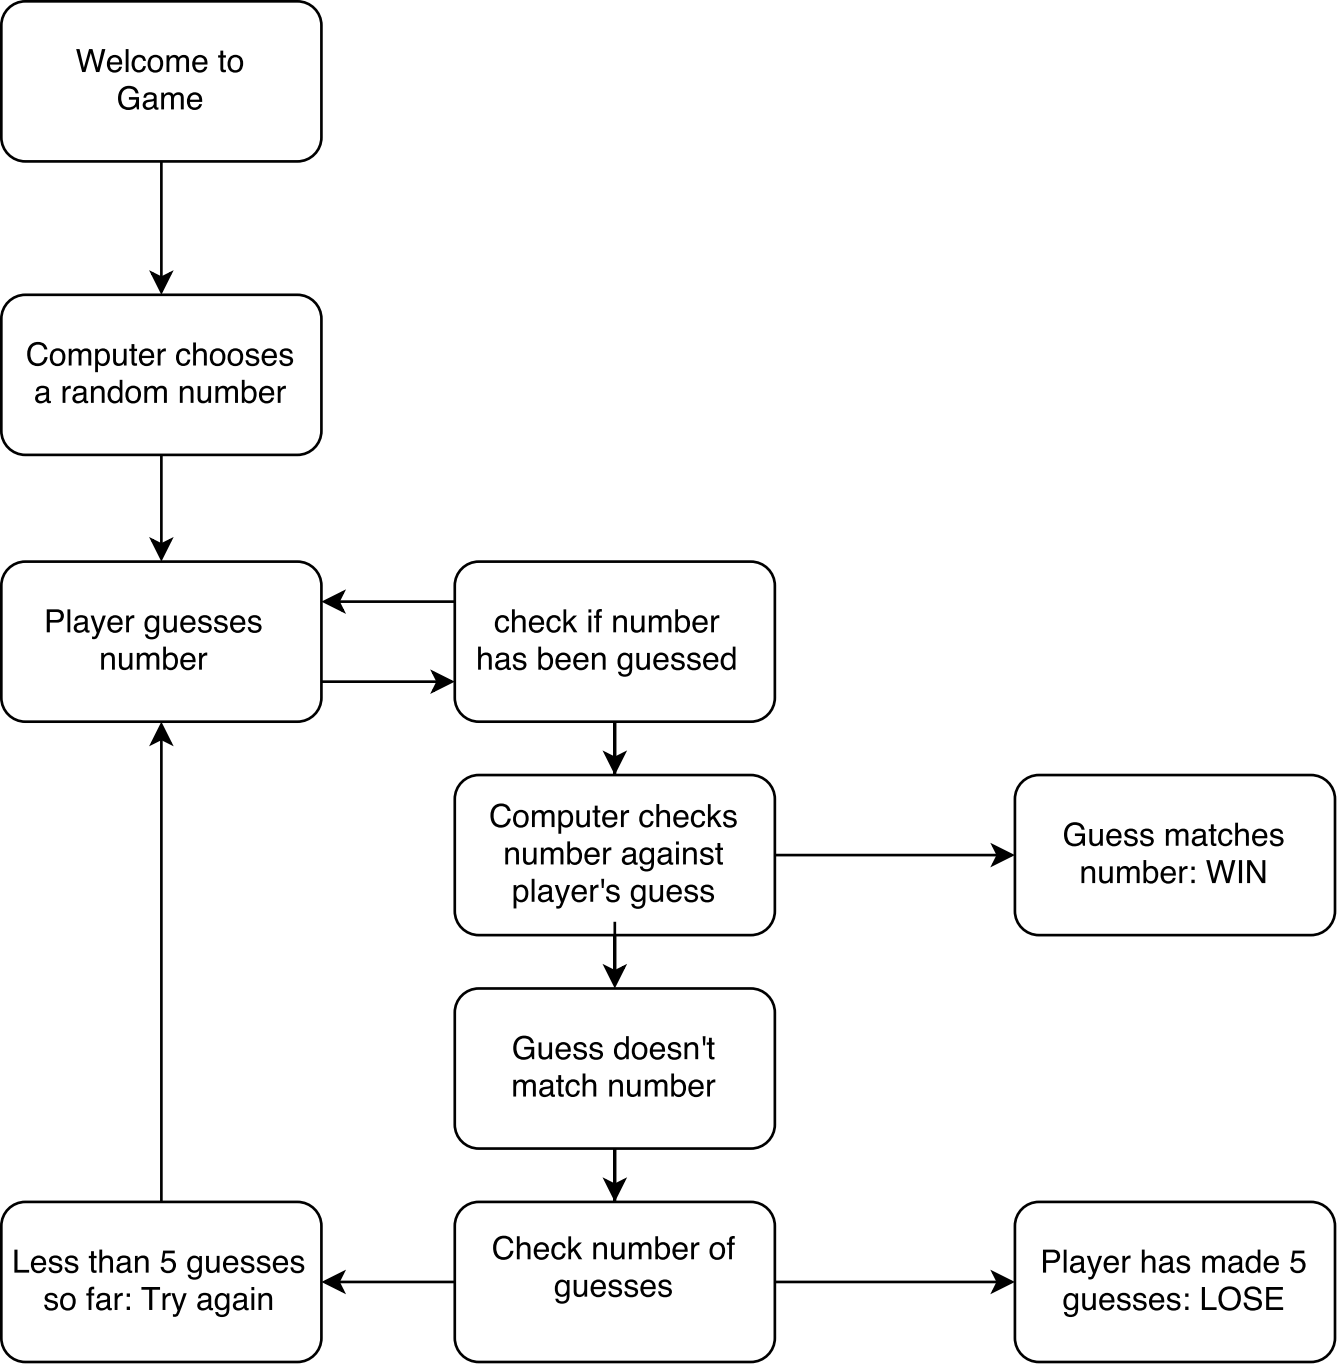 Welcome to
Game
Computer chooses
a random number
Player guesses
number
check if number
has been guessed
Computer checks
number against
player's guess
Guess matches
number: WIN
Guess doesn't
match number
Less than 5 guesses
so far: Try again
Check number of
guesses
Player has made 5
guesses: LOSE